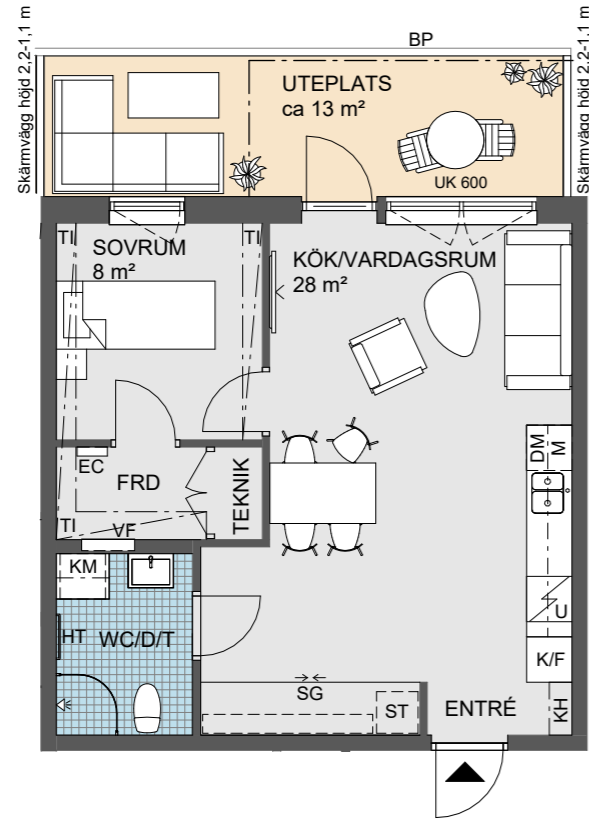 Skärmvägg höjd 2,2-1,1 m
BP
Skärmvägg höjd 2,2-1,1 m
UTEPLATS
ca 13 m²
UK 600
TI
TI
SOVRUM
8 m²
KÖK/VARDAGSRUM
28 m²
DM
M
EC
FRD
TEKNIK
TI
VF
KM
HT
WC/D/T
U
K/F
SG
ST
ENTRÉ
KH